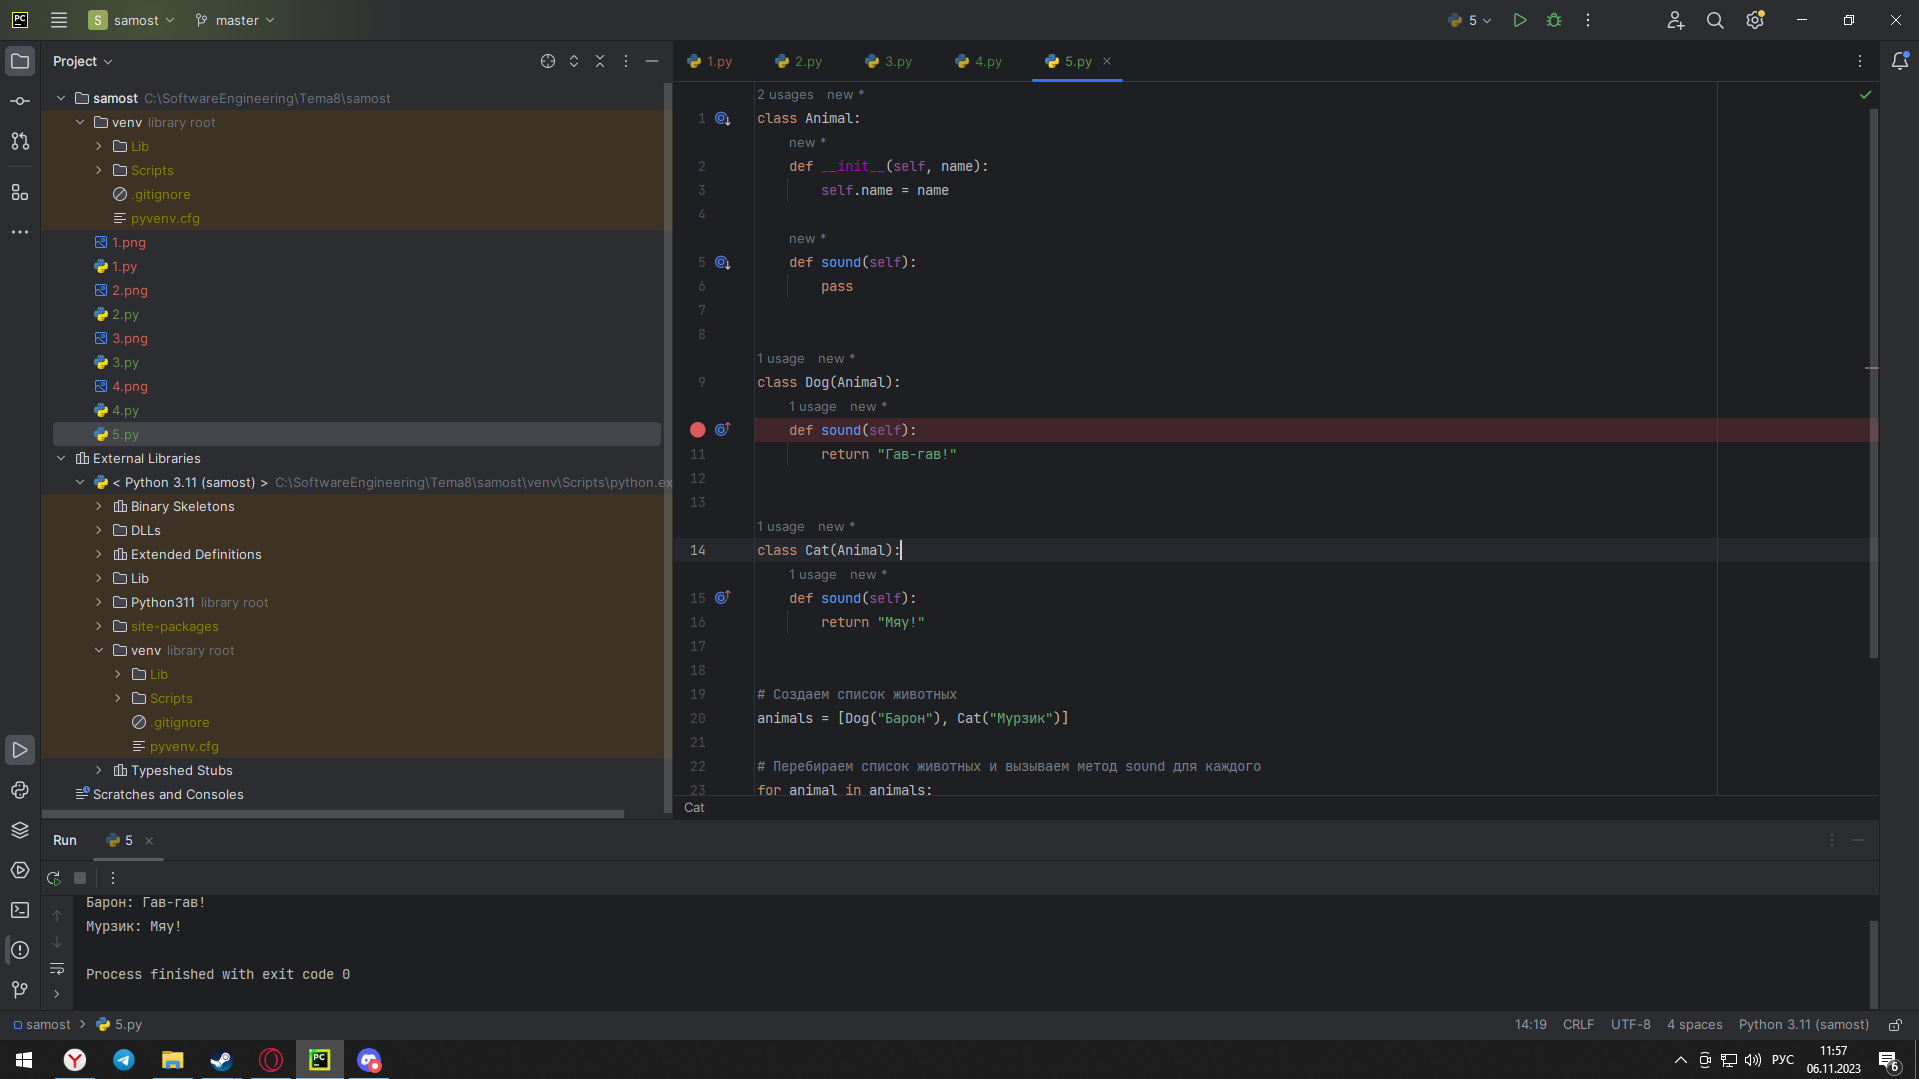 PC
S samost master
5
Project
samost C:\SoftwareEngineering\Tema8\samost
venv library root
Lib
Scripts
.gitignore
pyvenv.cfg
1.png
1.py
2.png
2.py
3.png
3.py
4.png
4.py
5.py
External Libraries
< Python 3.11 (samost) > C:\SoftwareEngineering\Tema8\samost\venv\Scripts\python.ex
Binary Skeletons
DLLs
Extended Definitions
Lib
Python311 library root
site-packages
venv library root
Lib
Scripts
.gitignore
pyvenv.cfg
Typeshed Stubs
Scratches and Consoles
1.py 2.py 3.py 4.py 5.py
2 usages new *
1 class Animal:
new *
2 def __init__(self, name):
3 self.name = name
4
new *
5 def sound(self):
6 pass
7
8
1 usage new *
9 class Dog(Animal):
1 usage new *
def sound(self):
11 return "Гав-гав!"
12
13
1 usage new *
14 class Cat(Animal):
1 usage new *
15 def sound(self):
16 return "Мяу!"
17
18
19 # Создаем список животных
20 animals = [Dog("Барон"), Cat("Мурзик")]
21
22 # Перебираем список животных и вызываем метод sound для каждого
23 for animal in animals:
Cat
Run 5
Барон: Гав-гав!
Мурзик: Мяу!
Process finished with exit code 0
samost > 5.py
14:19 CRLF UTF-8 4 spaces Python 3.11 (samost)
PC
РУС
11:57
06.11.2023
6